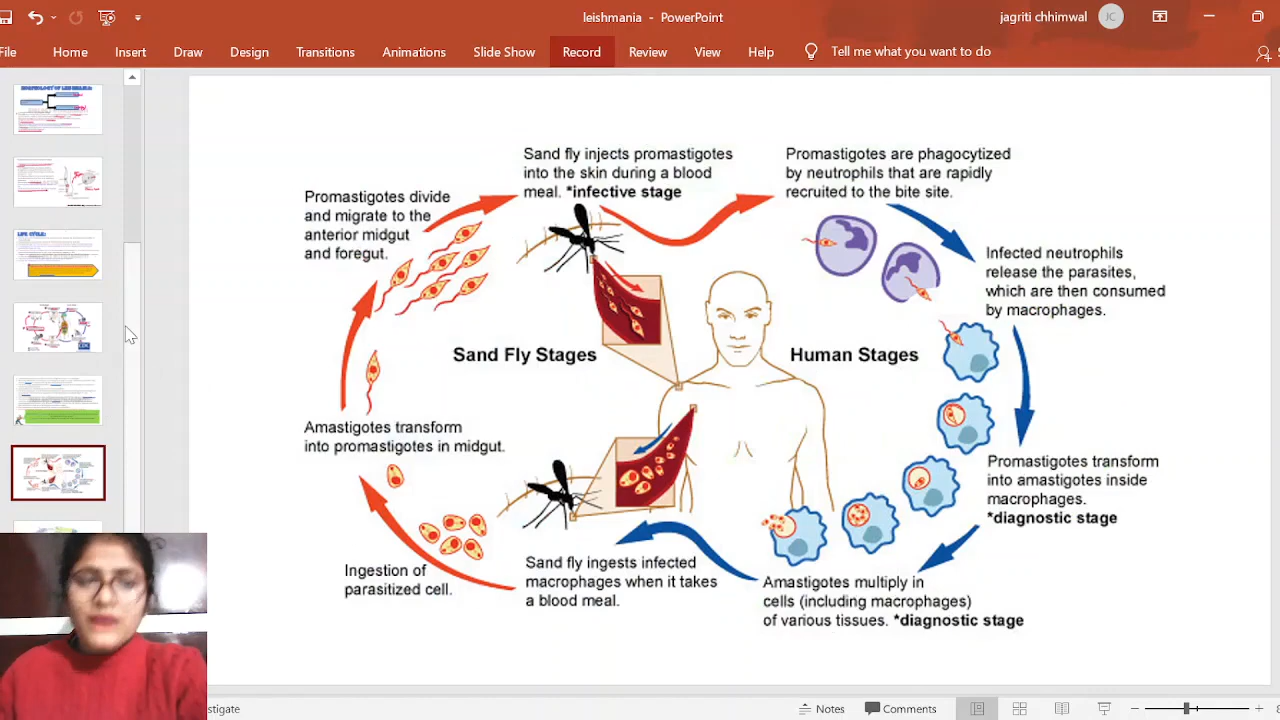 leishmania - PowerPoint
jagriti chhimwal
JC
File
Home
Insert
Draw
Design
Transitions
Animations
Slide Show
Record
Review
View
Help
Tell me what you want to do
LIFE CYCLE:
Sand fly injects promastigotes
into the skin during a blood
meal. *infective stage
Promastigotes are phagocytized
by neutrophils that are rapidly
recruited to the bite site.
Promastigotes divide
and migrate to the
anterior midgut
and foregut.
Infected neutrophils
release the parasites,
which are then consumed
by macrophages.
Sand Fly Stages
Human Stages
Amastigotes transform
into promastigotes in midgut.
Promastigotes transform
into amastigotes inside
macrophages.
*diagnostic stage
Ingestion of
parasitized cell.
Sand fly ingests infected
macrophages when it takes
a blood meal.
Amastigotes multiply in
cells (including macrophages)
of various tissues. *diagnostic stage
stigate
Notes
Comments